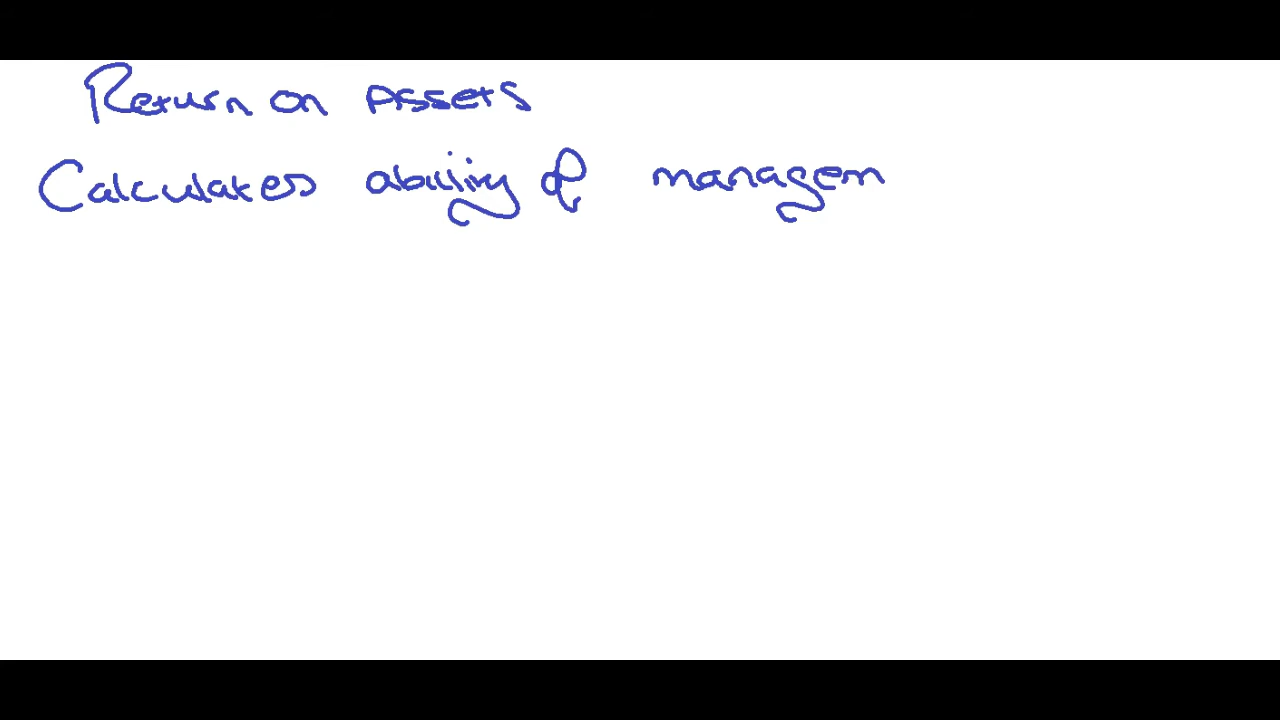 Return on Assets
Calculates ability of managem